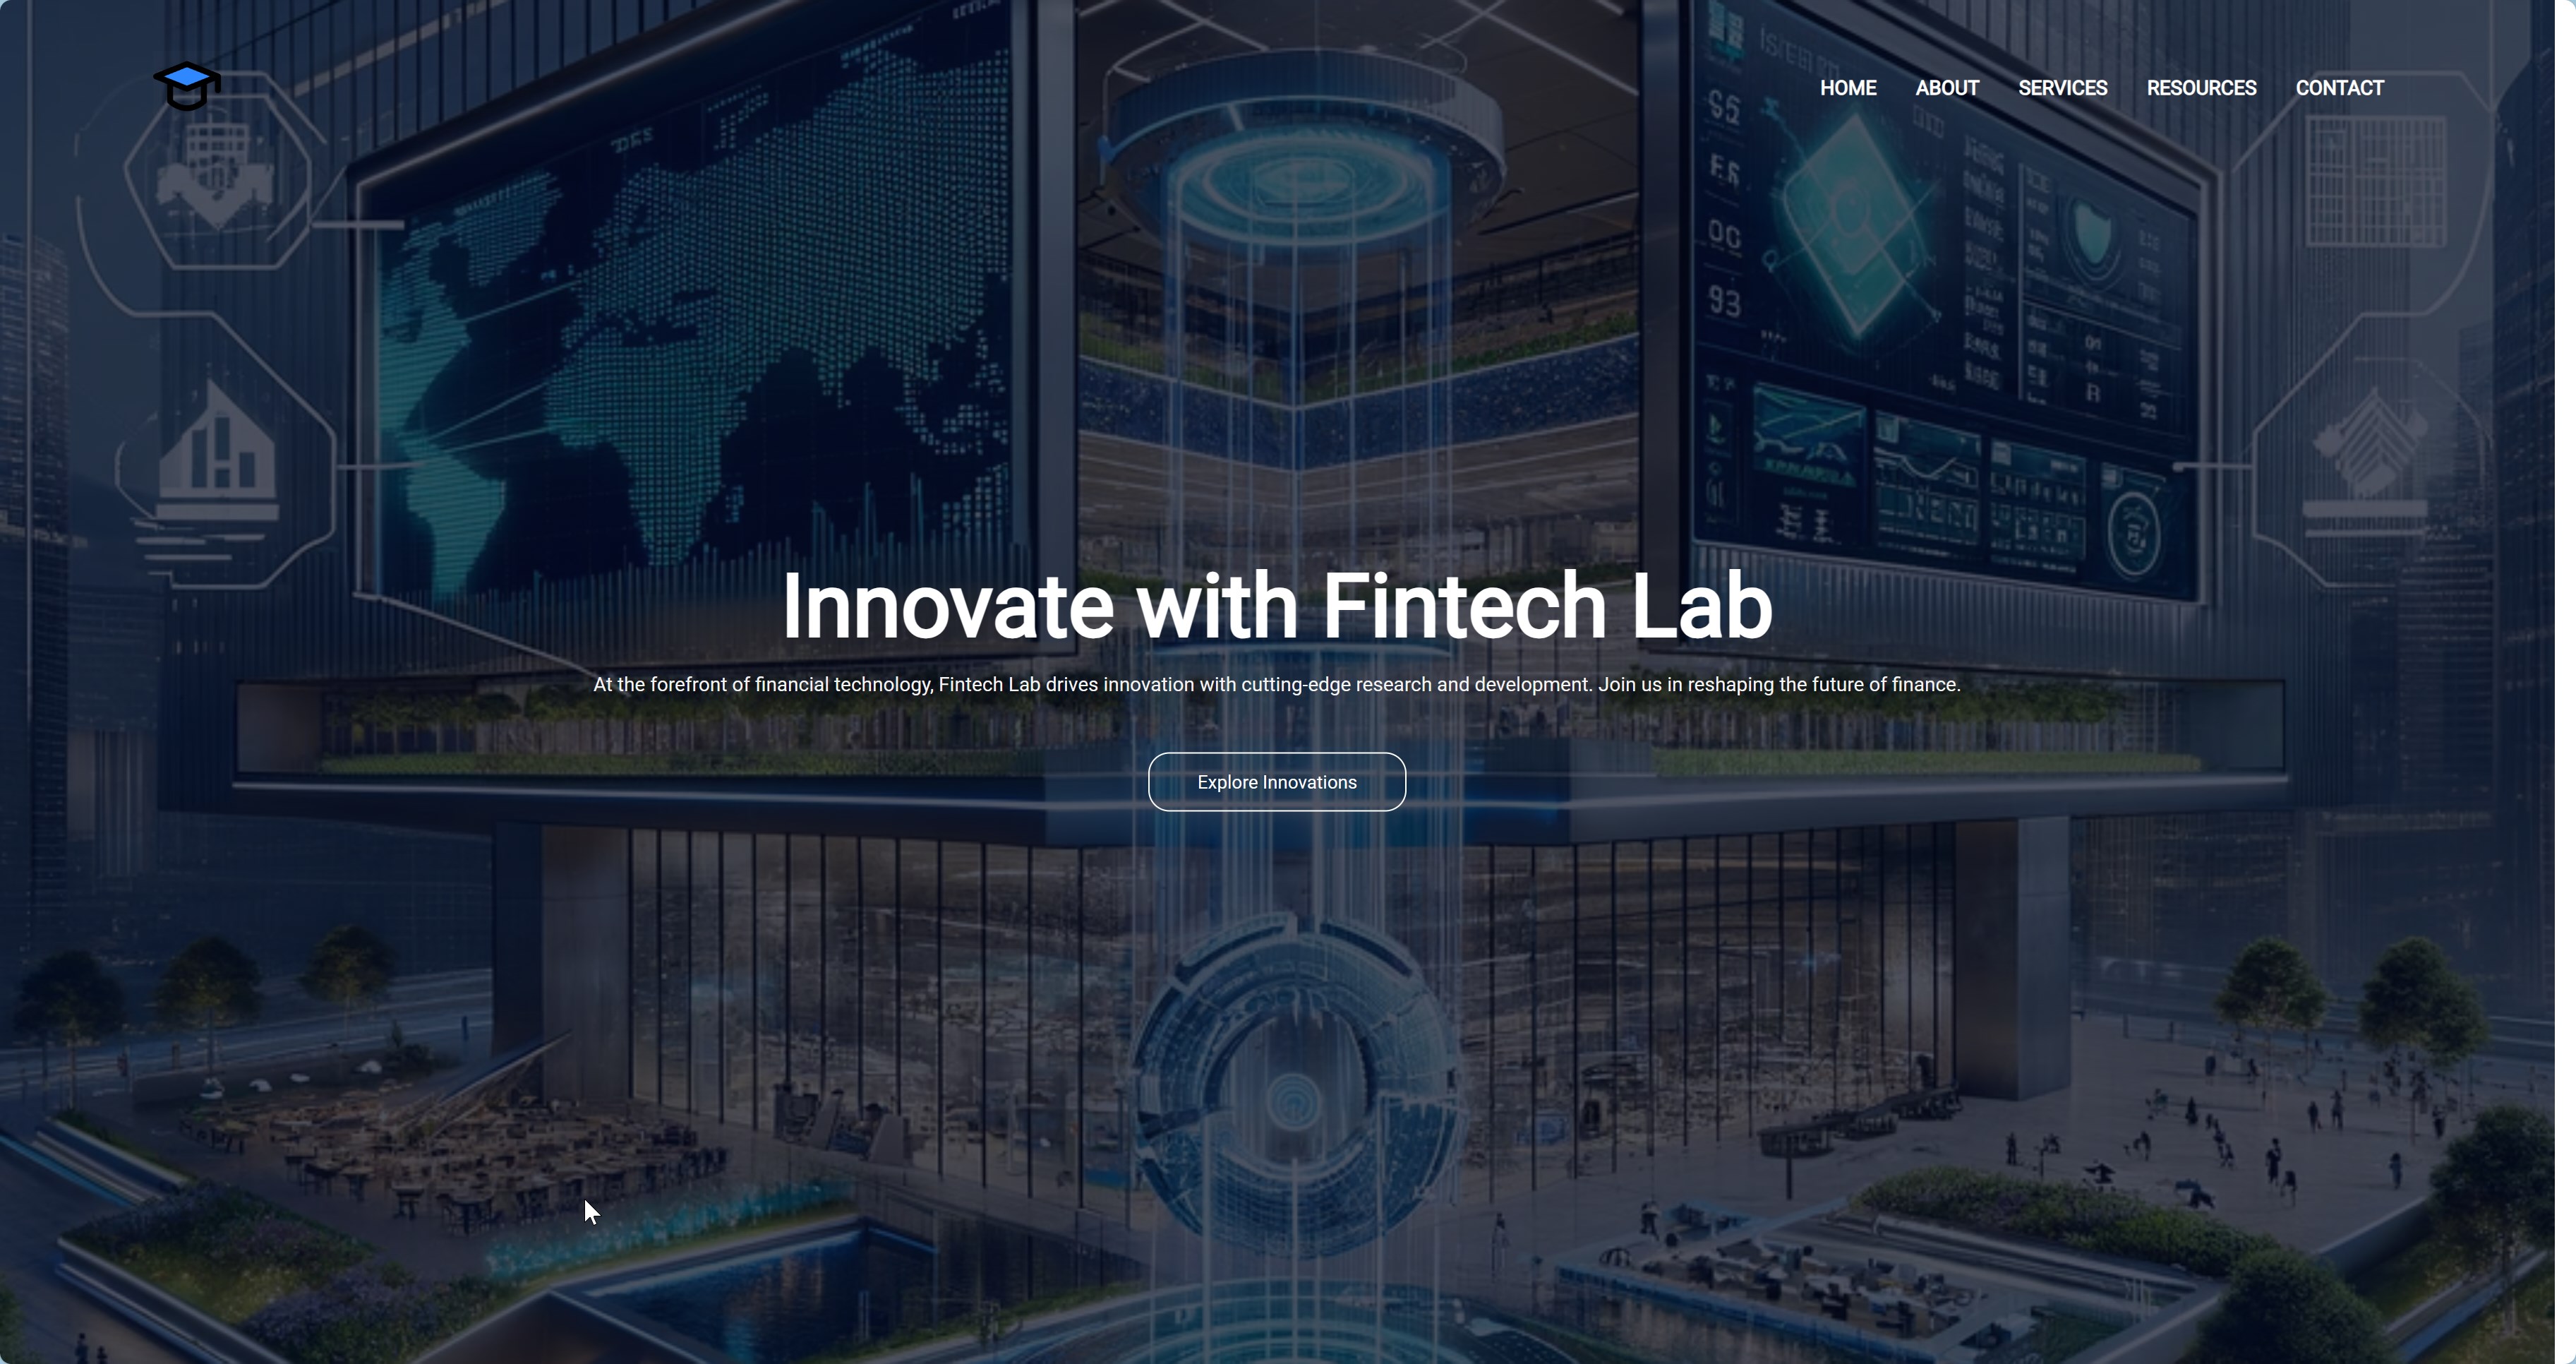 HOME ABOUT SERVICES RESOURCES CONTACT
93
Innovate with Fintech Lab
At the forefront of financial technology, Fintech Lab drives innovation with cutting-edge research and development. Join us in reshaping the future of finance.
Explore Innovations